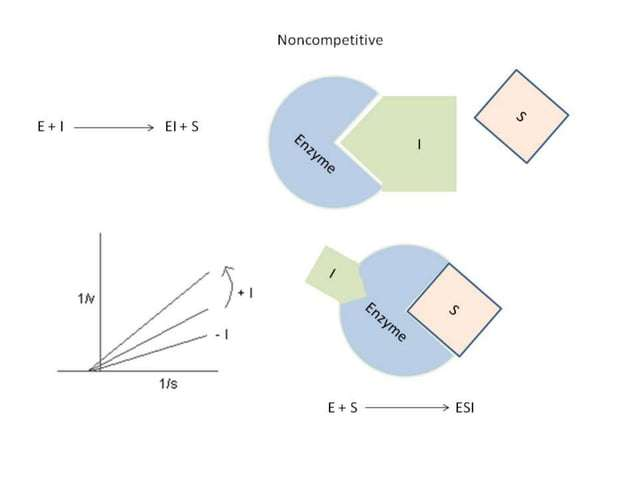 Noncompetitive
E + I → EI + S
Enzyme
I
S
1/v
+ I
- I
1/s
I
Enzyme
S
E + S → ESI